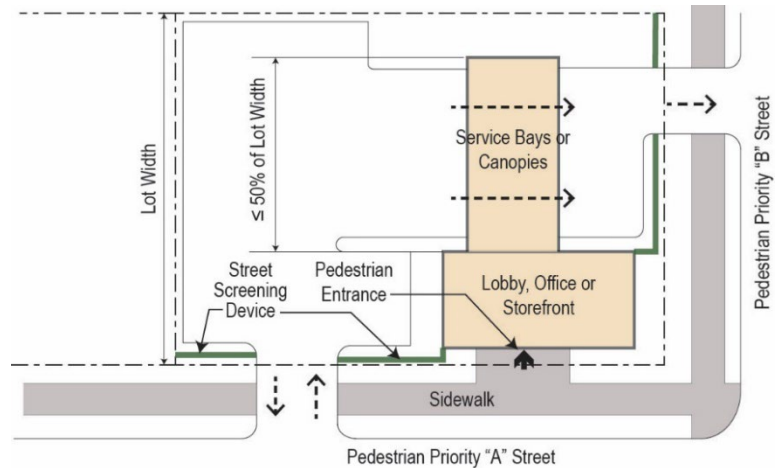 Lot Width
≤ 50% of Lot Width
Service Bays or
Canopies
Pedestrian Priority “B” Street
Street
Screening
Device
Pedestrian
Entrance
Lobby, Office or
Storefront
Sidewalk
Pedestrian Priority “A” Street